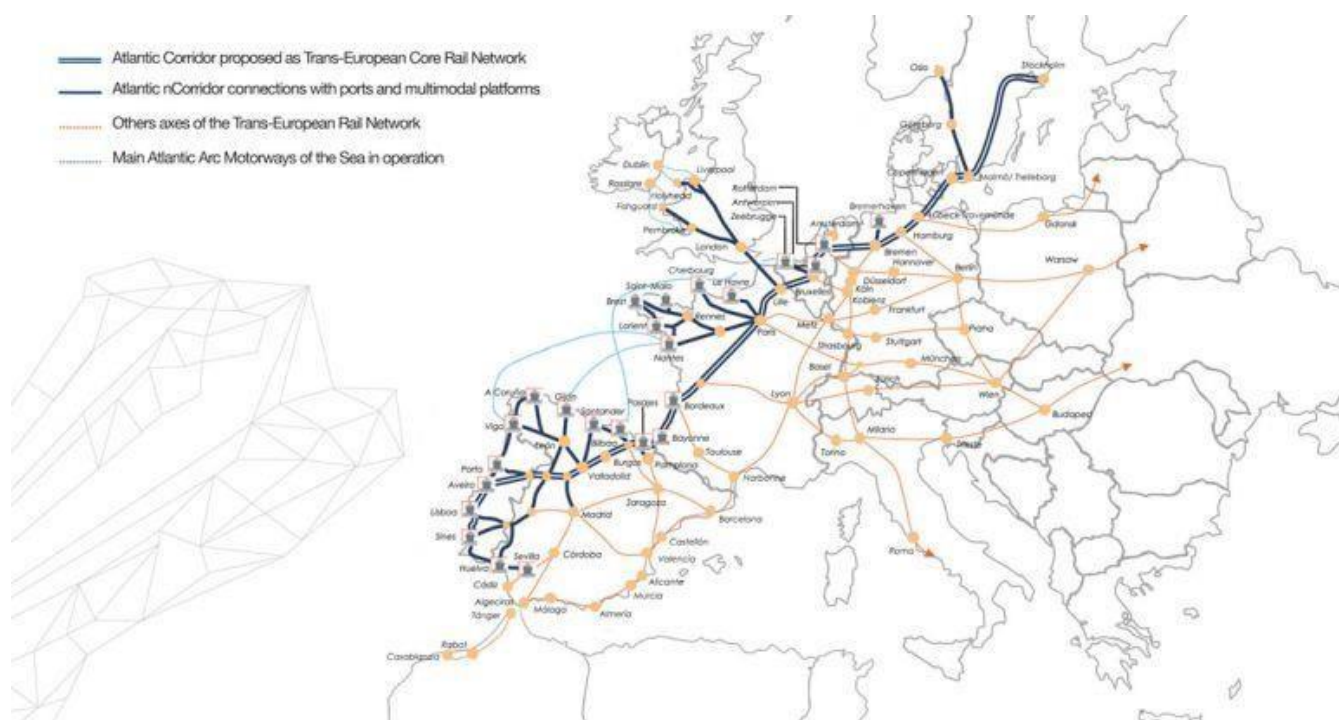 Atlantic Corridor proposed as Trans-European Core Rail Network
Atlantic nCorridor connections with ports and multimodal platforms
Others axes of the Trans-European Rail Network
Main Atlantic Arc Motorways of the Sea in operation
Oslo
Stockholm
Göteborg
Copenhagen
Malmö/Trelleborg
Dublin
Liverpool
Rosslare
Holyhead
Pembroke
London
Rotterdam
Antwerpen
Zeebrugge
Amsterdam
Bremerhaven
Hamburg
Bremen
Gdansk
Hannover
Berlin
Warsaw
Düsseldorf
Köln
Koblenz
Frankfurt
Bruxelles
Lille
Cherbourg
Le Havre
Saint-Malo
Brest
Rennes
Lorient
Nantes
Paris
Metz
Strasbourg
Stuttgart
München
Basel
Zürich
Wien
Budapest
Lyon
Milano
Torino
Trieste
Roma
Bordeaux
Bayonne
Toulouse
Narbonne
A Coruña
Gijón
Santander
Pasajes
Vigo
León
Bilbao
Burgos
Pamplona
Valladolid
Porto
Aveiro
Lisboa
Sines
Huelva
Sevilla
Madrid
Zaragoza
Barcelona
Castellón
Valencia
Córdoba
Alicante
Murcia
Cádiz
Algeciras
Málaga
Almería
Tánger
Rabat
Casablanca